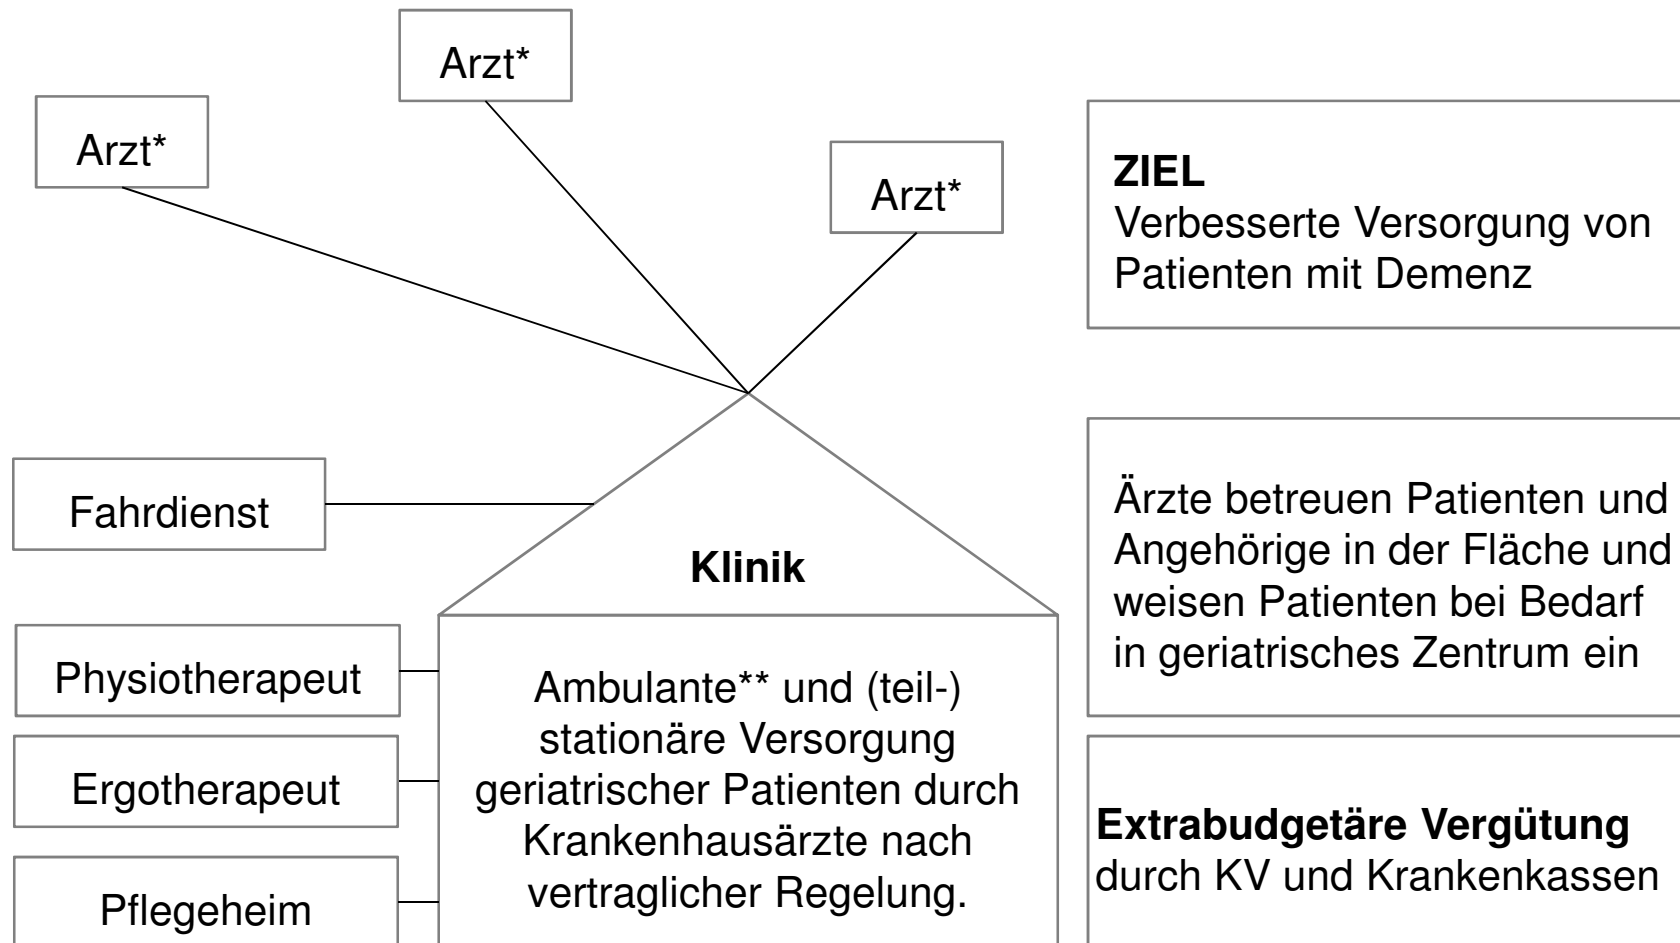 Arzt*
Arzt*
Arzt*
ZIEL
Verbesserte Versorgung von
Patienten mit Demenz
Fahrdienst
Klinik
Ärzte betreuen Patienten und
Angehörige in der Fläche und
weisen Patienten bei Bedarf
in geriatrisches Zentrum ein
Physiotherapeut
Ergotherapeut
Pflegeheim
Ambulante** und (teil-)
stationäre Versorgung
geriatrischer Patienten durch
Krankenhausärzte nach
vertraglicher Regelung.
Extrabudgetäre Vergütung
durch KV und Krankenkassen